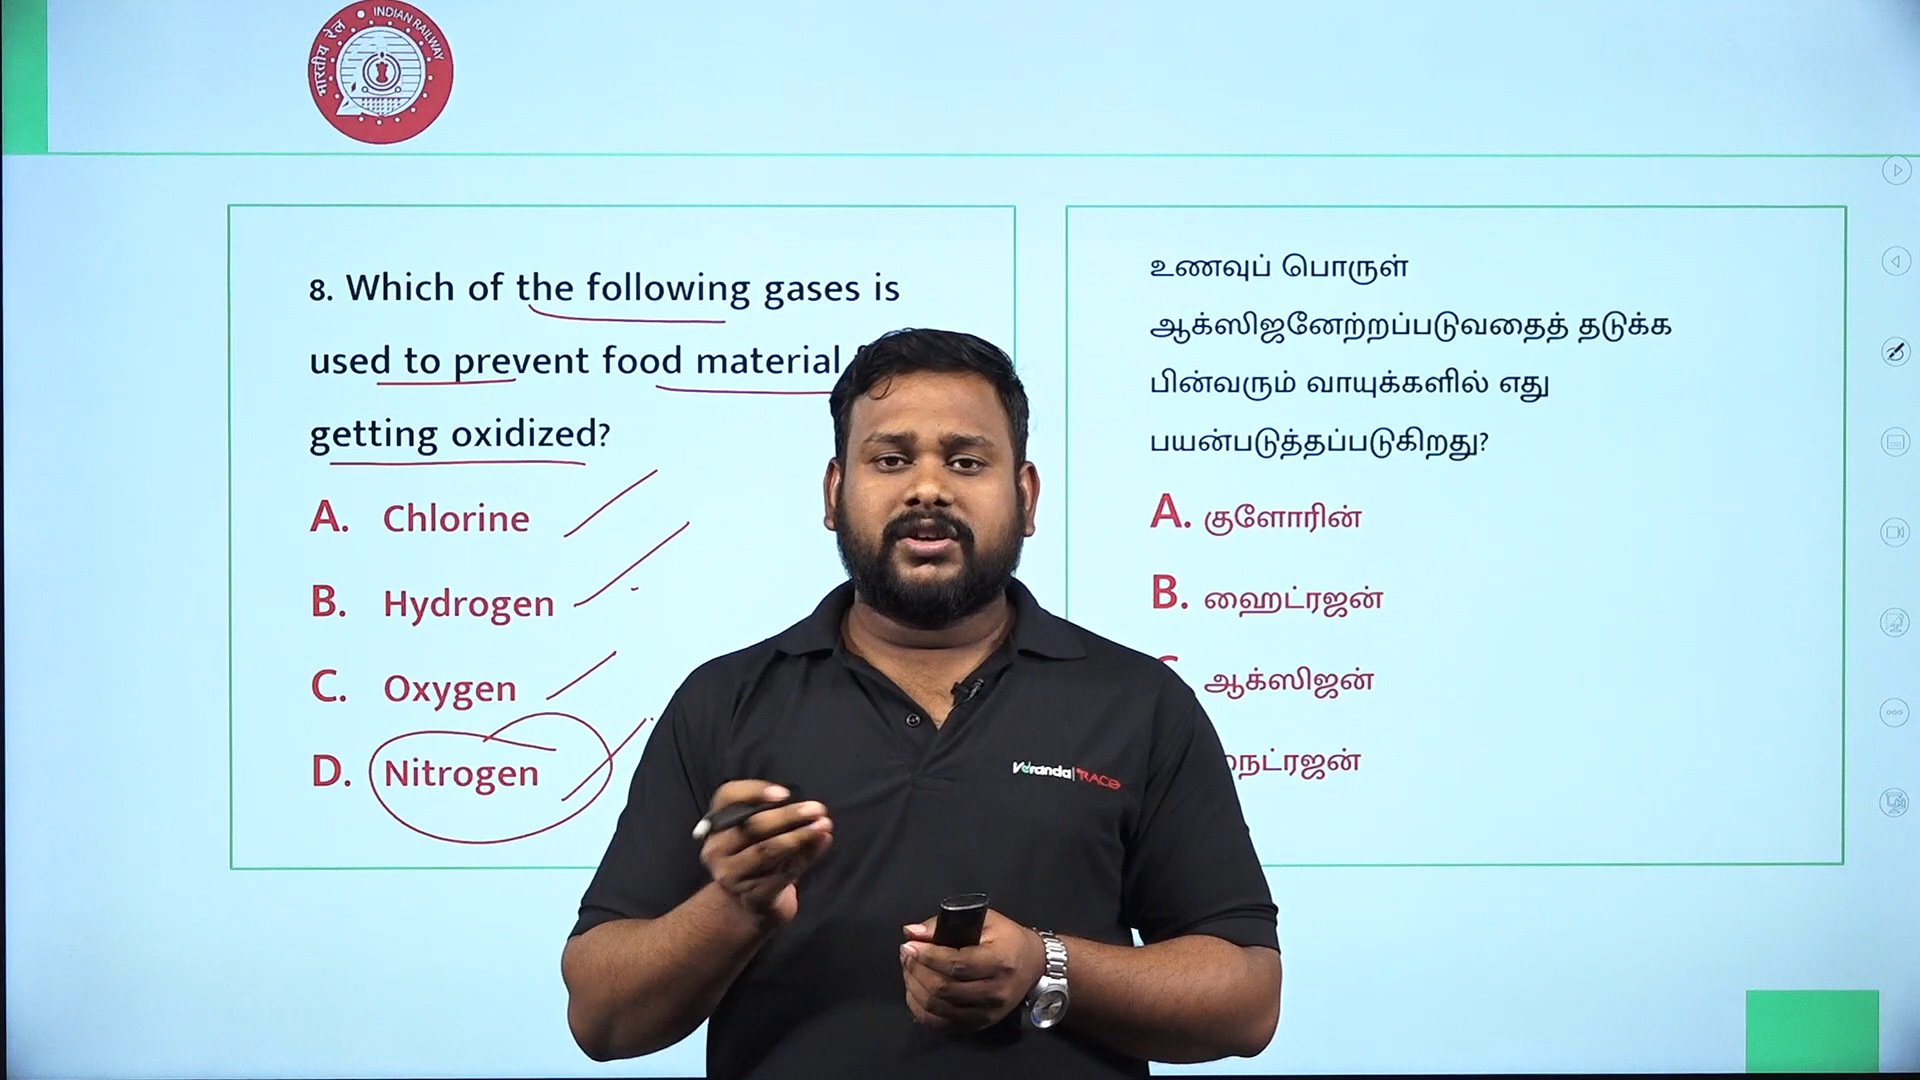 भारतीय रेल
INDIAN RAILWAY
8. Which of the following gases is
used to prevent food material
getting oxidized?
A. Chlorine
B. Hydrogen
C. Oxygen
D. Nitrogen
உணவுப் பொருள்
ஆக்ஸிஜனேற்றப்படுவதைத் தடுக்க
பின்வரும் வாயுக்களில் எது
பயன்படுத்தப்படுகிறது?
A. குளோரின்
B. ஹைட்ரஜன்
ஆக்ஸிஜன்
நைட்ரஜன்
Veranda|RACE